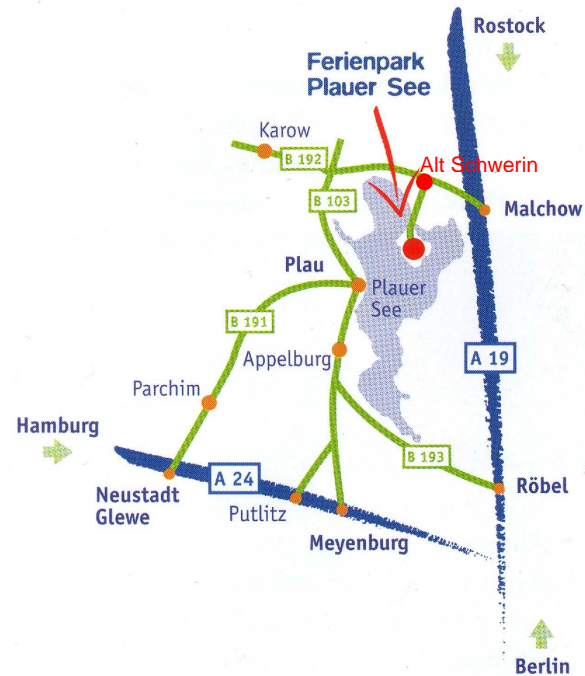 Rostock
Ferienpark
Plauer See
Karow
B 192
Alt Schwerin
B 103
Malchow
Plau
Plauer
See
B 191
Appelburg
A 19
Parchim
Hamburg
B 193
A 24
Röbel
Neustadt
Glewe
Putlitz
Meyenburg
Berlin